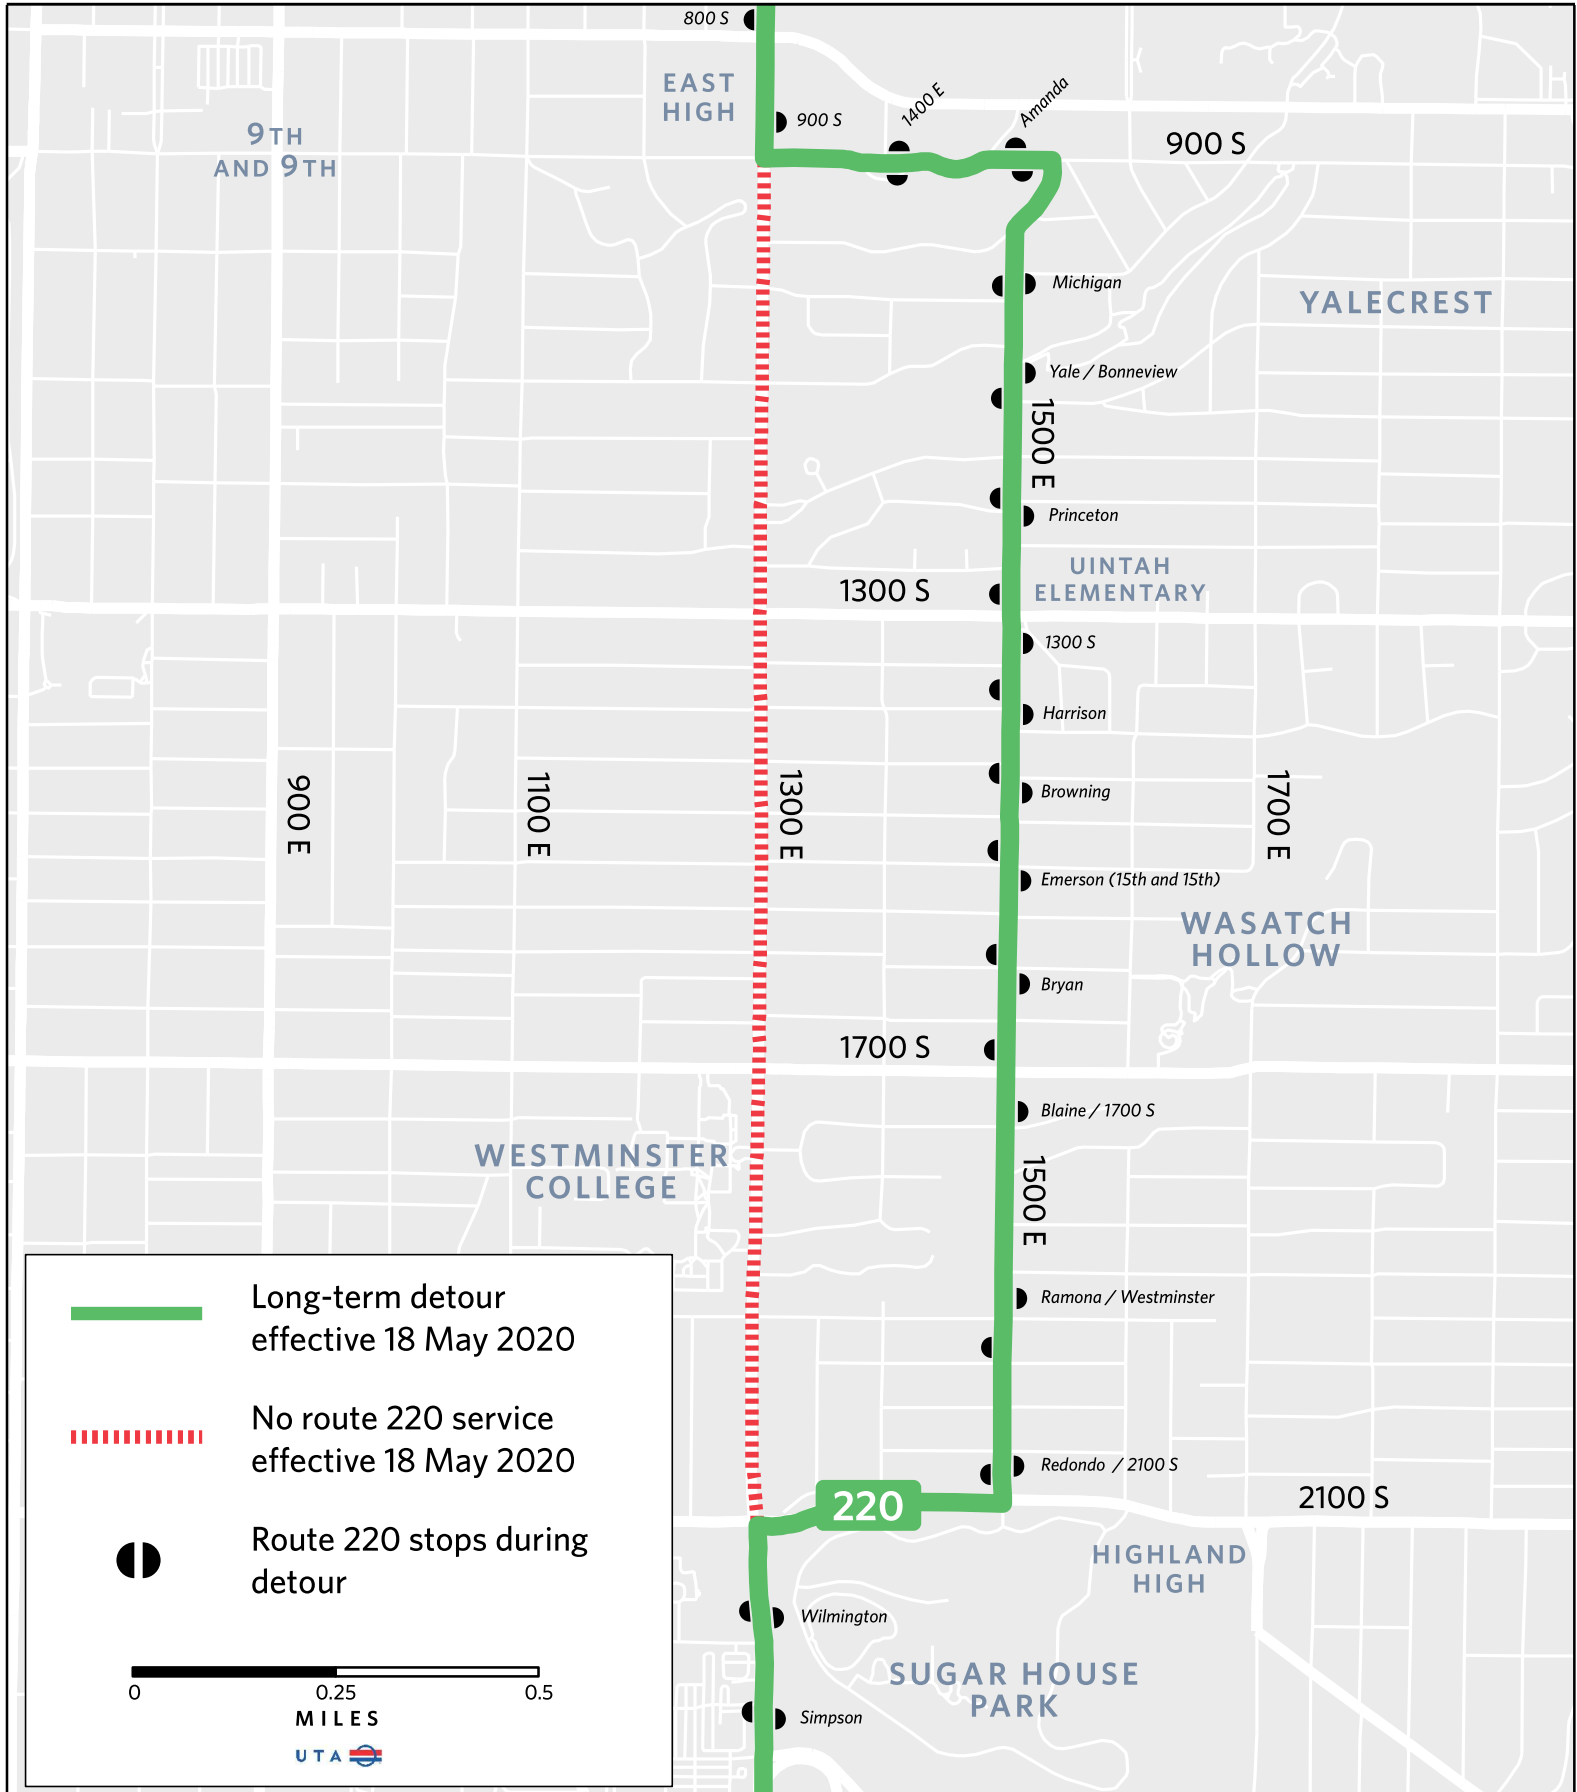 800 S
EAST
HIGH
900 S
1400 E
Amanda
900 S
9TH
AND 9TH
Michigan
YALECREST
Yale / Bonneview
1500 E
Princeton
UINTAH
ELEMENTARY
1300 S
1300 S
Harrison
900 E
1100 E
1300 E
1700 E
Browning
Emerson (15th and 15th)
WASATCH
HOLLOW
Bryan
1700 S
Blaine / 1700 S
WESTMINSTER
COLLEGE
1500 E
Ramona / Westminster
Redondo / 2100 S
2100 S
220
HIGHLAND
HIGH
Wilmington
SUGAR HOUSE
PARK
Simpson
Long-term detour
effective 18 May 2020
No route 220 service
effective 18 May 2020
Route 220 stops during
detour
0 0.25 0.5
MILES
UTA